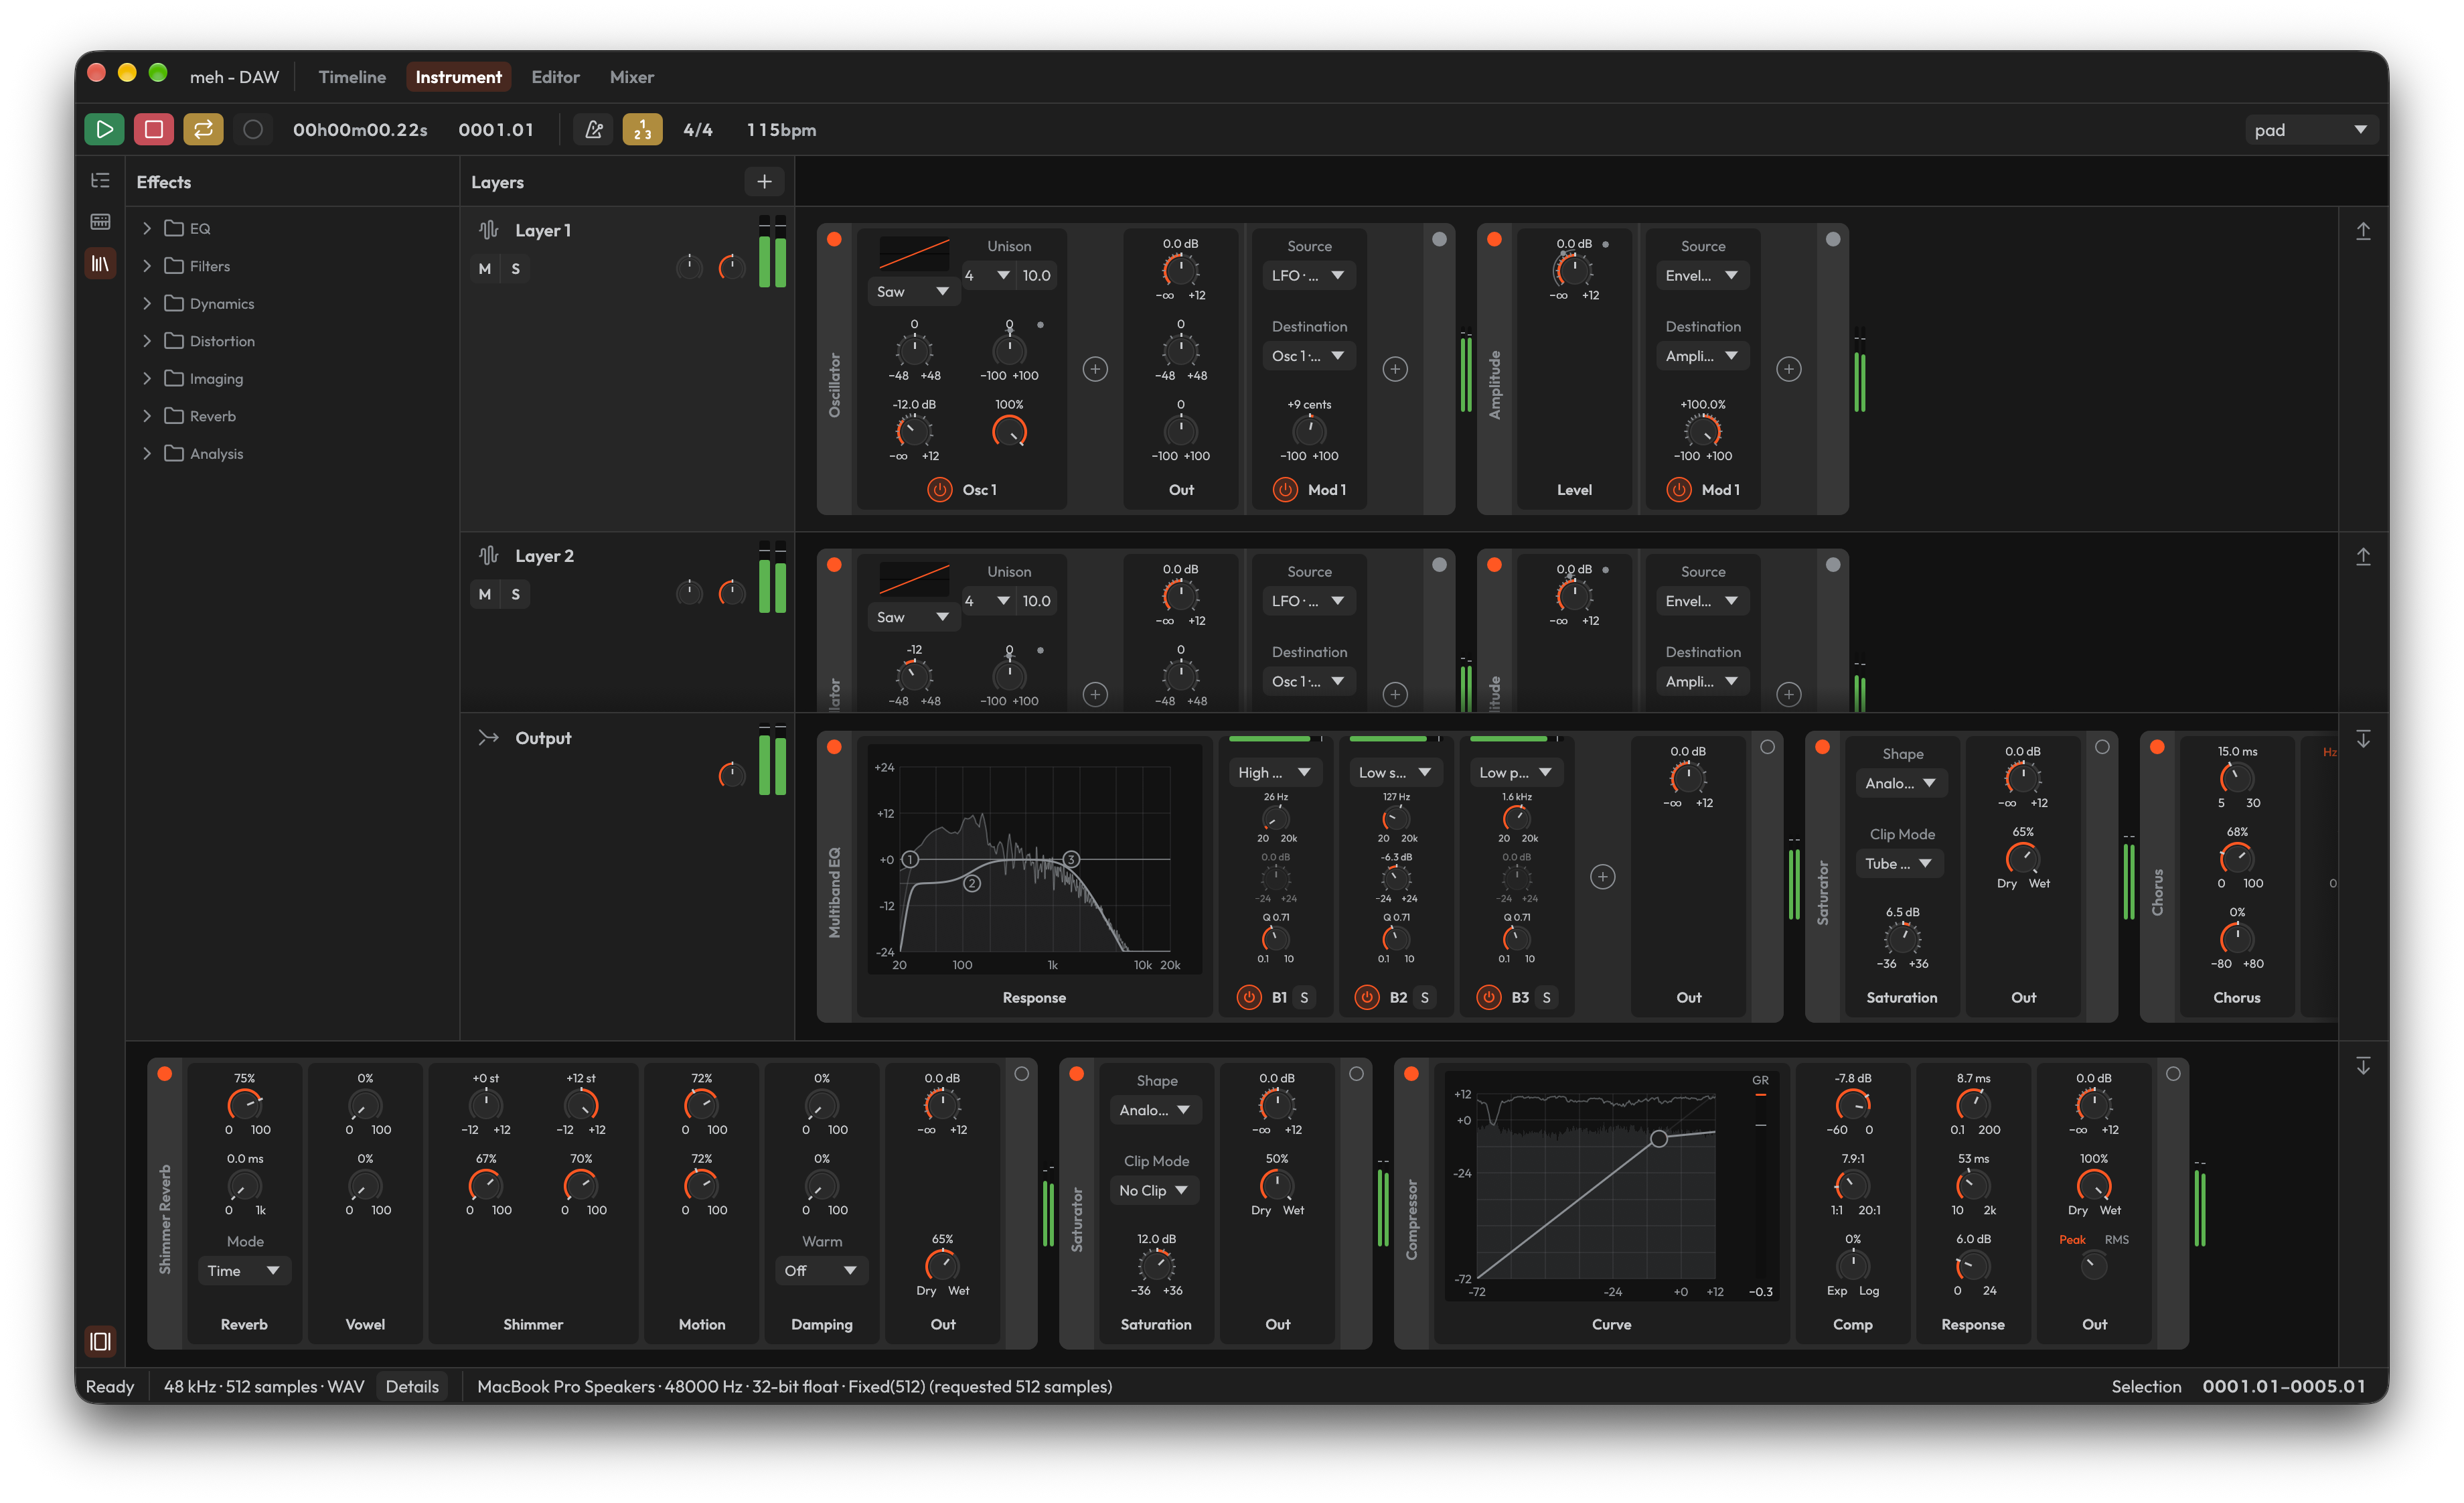 meh - DAW Timeline Instrument Editor Mixer
00h00m00.22s 0001.01 1 2 3 4/4 115bpm pad
Effects
EQ
Filters
Dynamics
Distortion
Imaging
Reverb
Analysis
Layers
Layer 1
M S
Oscillator
Saw
Unison
4 10.0
0
−48 +48
0
−100 +100
-12.0 dB
−∞ +12
100%
Osc 1
0.0 dB
−∞ +12
0
−48 +48
0
−100 +100
Out
Source
LFO · ...
Destination
Osc 1 ·...
+9 cents
−100 +100
Mod 1
Amplitude
0.0 dB
−∞ +12
Level
Source
Envel...
Destination
Ampli...
+100.0%
−100 +100
Mod 1
Layer 2
M S
Saw
Unison
4 10.0
-12
−48 +48
0
−100 +100
0.0 dB
−∞ +12
0
−48 +48
Source
LFO · ...
Destination
Osc 1 ·...
0.0 dB
−∞ +12
Source
Envel...
Destination
Ampli...
Output
Multiband EQ
+24
+12
+0
-12
-24
1
2
3
20 100 1k 10k 20k
Response
High ...
26 Hz
20 20k
0.0 dB
−24 +24
Q 0.71
0.1 10
B1 S
Low s...
127 Hz
20 20k
-6.3 dB
−24 +24
Q 0.71
0.1 10
B2 S
Low p...
1.6 kHz
20 20k
0.0 dB
−24 +24
Q 0.71
0.1 10
B3 S
0.0 dB
−∞ +12
Out
Saturator
Shape
Analo...
Clip Mode
Tube ...
6.5 dB
−36 +36
Saturation
0.0 dB
−∞ +12
65%
Dry Wet
Out
Chorus
15.0 ms
5 30
68%
0 100
0%
−80 +80
Chorus
Hz
0
Shimmer Reverb
75%
0 100
0.0 ms
0 1k
Mode
Time
Reverb
0%
0 100
0%
0 100
Vowel
+0 st
−12 +12
+12 st
−12 +12
67%
0 100
70%
0 100
Shimmer
72%
0 100
72%
0 100
Motion
0%
0 100
0%
0 100
Warm
Off
Damping
0.0 dB
−∞ +12
65%
Dry Wet
Out
Saturator
Shape
Analo...
Clip Mode
No Clip
12.0 dB
−36 +36
Saturation
0.0 dB
−∞ +12
50%
Dry Wet
Out
Compressor
GR
+12
+0
-24
-72
-72 -24 +0 +12 −0.3
Curve
-7.8 dB
−60 0
7.9:1
1:1 20:1
0%
Exp Log
Comp
8.7 ms
0.1 200
53 ms
10 2k
6.0 dB
0 24
Response
0.0 dB
−∞ +12
100%
Dry Wet
Peak RMS
Out
Ready 48 kHz · 512 samples · WAV Details MacBook Pro Speakers · 48000 Hz · 32-bit float · Fixed(512) (requested 512 samples) Selection 0001.01–0005.01